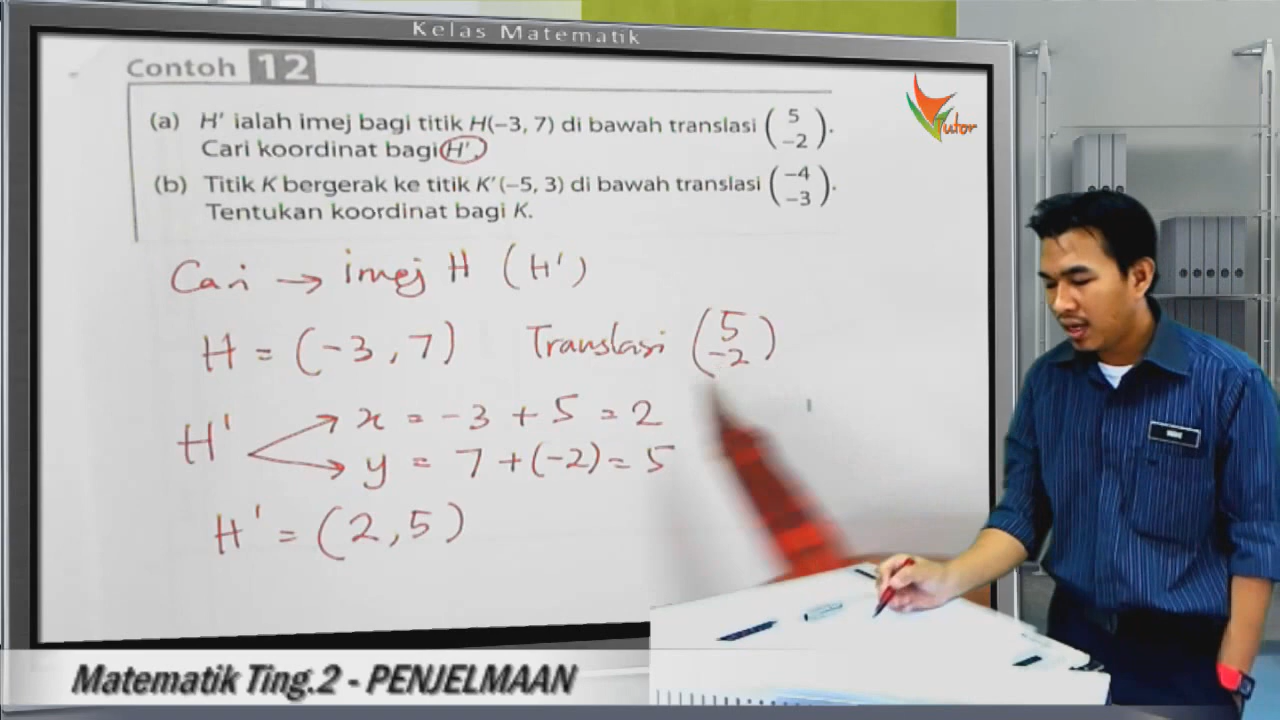 Kelas Matematik
Contoh 12
(a) H' ialah imej bagi titik H(−3, 7) di bawah translasi (5 −2).
Cari koordinat bagi H'.
(b) Titik K bergerak ke titik K'(−5, 3) di bawah translasi (−4 −3).
Tentukan koordinat bagi K.
Cari → imej H (H')
H = (−3, 7) Translasi (5 −2)
H' x = −3 + 5 = 2
y = 7 + (−2) = 5
H' = (2, 5)
Vtutor
Matematik Ting.2 - PENJELMAAN